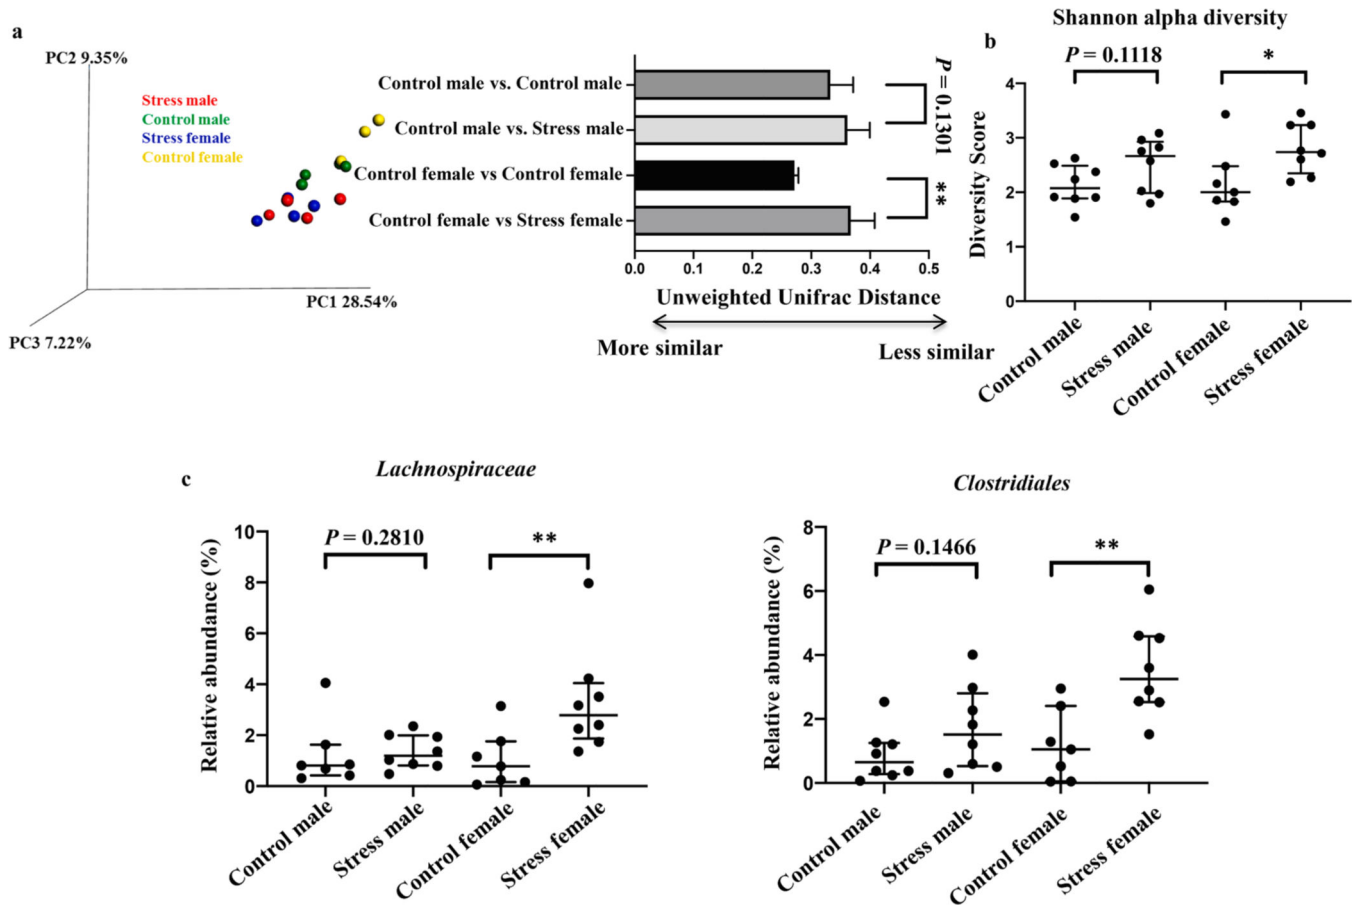 a
PC2 9.35%
Stress male
Control male
Stress female
Control female
PC1 28.54%
PC3 7.22%
Control male vs. Control male
Control male vs. Stress male
Control female vs Control female
Control female vs Stress female
P = 0.1301
**
0.0 0.1 0.2 0.3 0.4 0.5
Unweighted Unifrac Distance
More similar
Less similar
b
Shannon alpha diversity
P = 0.1118
*
Diversity Score
4
3
2
1
0
Control male
Stress male
Control female
Stress female
c
Lachnospiraceae
P = 0.2810
**
Relative abundance (%)
10
8
6
4
2
0
Control male
Stress male
Control female
Stress female
Clostridiales
P = 0.1466
**
Relative abundance (%)
8
6
4
2
0
Control male
Stress male
Control female
Stress female